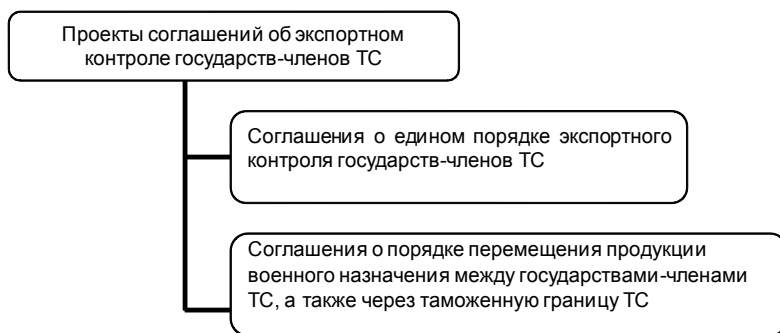 Проекты соглашений об экспортном
контроле государств-членов ТС
Соглашения о едином порядке экспортного
контроля государств-членов ТС
Соглашения о порядке перемещения продукции
военного назначения между государствами-членами
ТС, а также через таможенную границу ТС